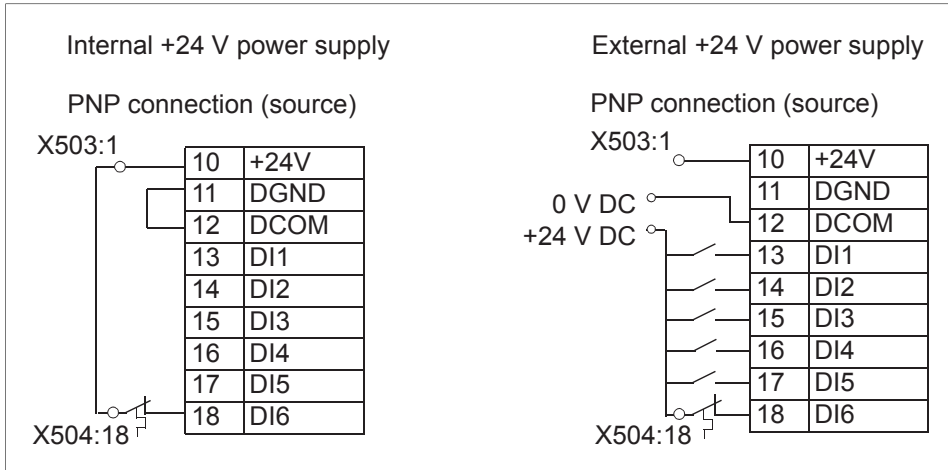 Internal +24 V power supply
PNP connection (source)
X503:1
10 +24V
11 DGND
12 DCOM
13 DI1
14 DI2
15 DI3
16 DI4
17 DI5
18 DI6
X504:18
External +24 V power supply
PNP connection (source)
X503:1
0 V DC
+24 V DC
10 +24V
11 DGND
12 DCOM
13 DI1
14 DI2
15 DI3
16 DI4
17 DI5
18 DI6
X504:18